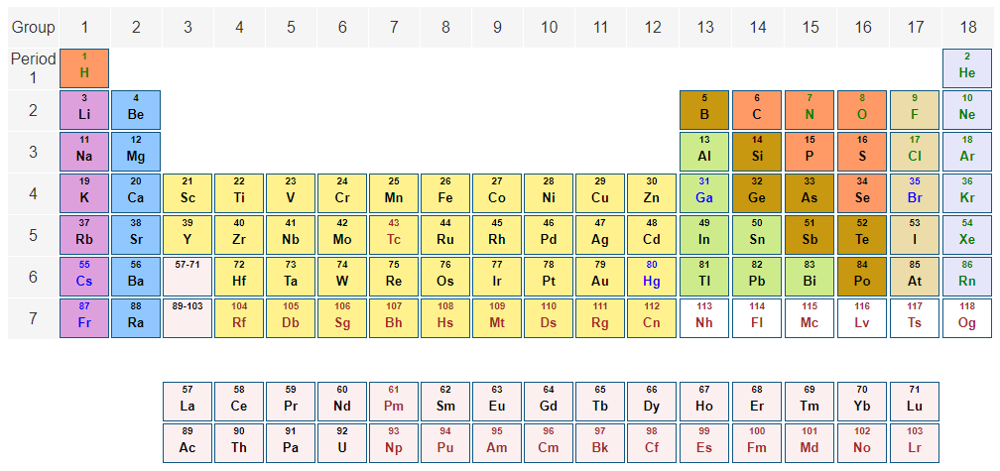 Group 1 2 3 4 5 6 7 8 9 10 11 12 13 14 15 16 17 18
Period 1 2
1 H He
3 4 5 6 7 8 9 10
2 Li Be B C N O F Ne
11 12 13 14 15 16 17 18
3 Na Mg Al Si P S Cl Ar
19 20 21 22 23 24 25 26 27 28 29 30 31 32 33 34 35 36
4 K Ca Sc Ti V Cr Mn Fe Co Ni Cu Zn Ga Ge As Se Br Kr
37 38 39 40 41 42 43 44 45 46 47 48 49 50 51 52 53 54
5 Rb Sr Y Zr Nb Mo Tc Ru Rh Pd Ag Cd In Sn Sb Te I Xe
55 56 57-71 72 73 74 75 76 77 78 79 80 81 82 83 84 85 86
6 Cs Ba Hf Ta W Re Os Ir Pt Au Hg Tl Pb Bi Po At Rn
87 88 89-103 104 105 106 107 108 109 110 111 112 113 114 115 116 117 118
7 Fr Ra Rf Db Sg Bh Hs Mt Ds Rg Cn Nh Fl Mc Lv Ts Og
57 58 59 60 61 62 63 64 65 66 67 68 69 70 71
La Ce Pr Nd Pm Sm Eu Gd Tb Dy Ho Er Tm Yb Lu
89 90 91 92 93 94 95 96 97 98 99 100 101 102 103
Ac Th Pa U Np Pu Am Cm Bk Cf Es Fm Md No Lr